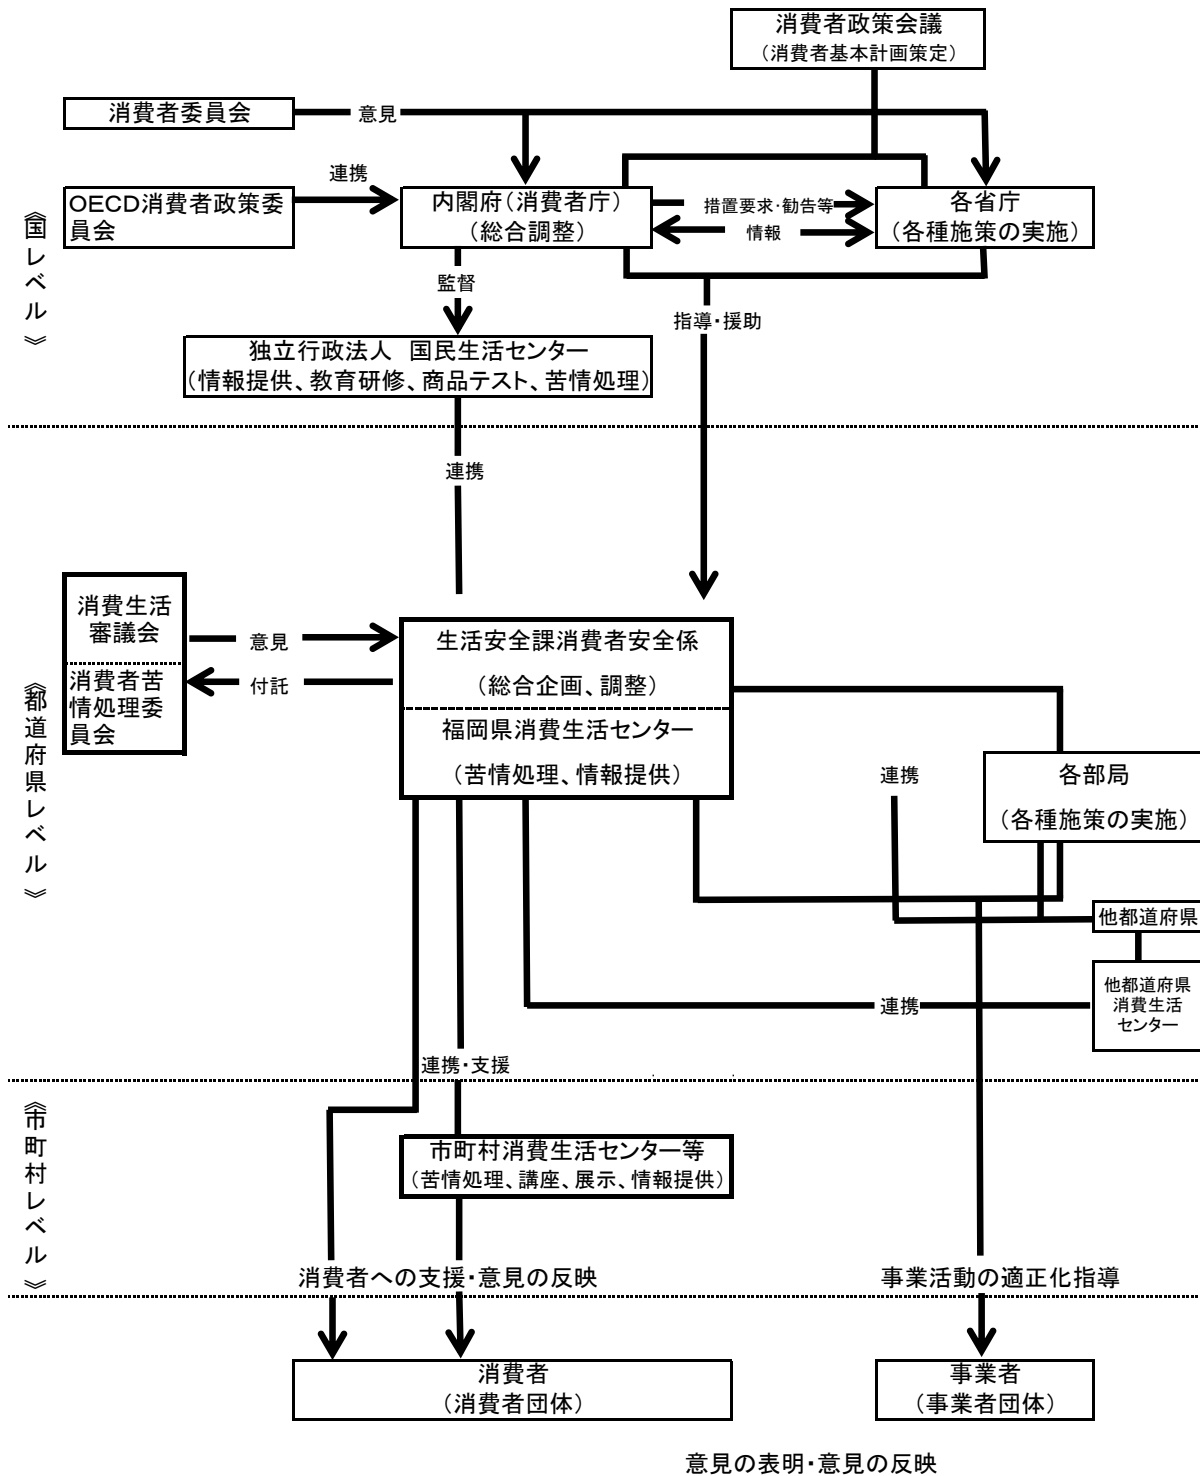 消費者政策会議
（消費者基本計画策定）
消費者委員会
意見
連携
OECD消費者政策委
員会
内閣府（消費者庁）
（総合調整）
措置要求・勧告等
情報
各省庁
（各種施策の実施）
《国レベル》
監督
指導・援助
独立行政法人　国民生活センター
（情報提供、教育研修、商品テスト、苦情処理）
連携
消費生活
審議会
消費者苦
情処理委
員会
意見
付託
生活安全課消費者安全係
（総合企画、調整）
福岡県消費生活センター
（苦情処理、情報提供）
《都道府県レベル》
連携
各部局
（各種施策の実施）
他都道府県
他都道府県
消費生活
センター
連携
連携・支援
《市町村レベル》
市町村消費生活センター等
（苦情処理、講座、展示、情報提供）
消費者への支援・意見の反映
事業活動の適正化指導
消費者
（消費者団体）
事業者
（事業者団体）
意見の表明・意見の反映